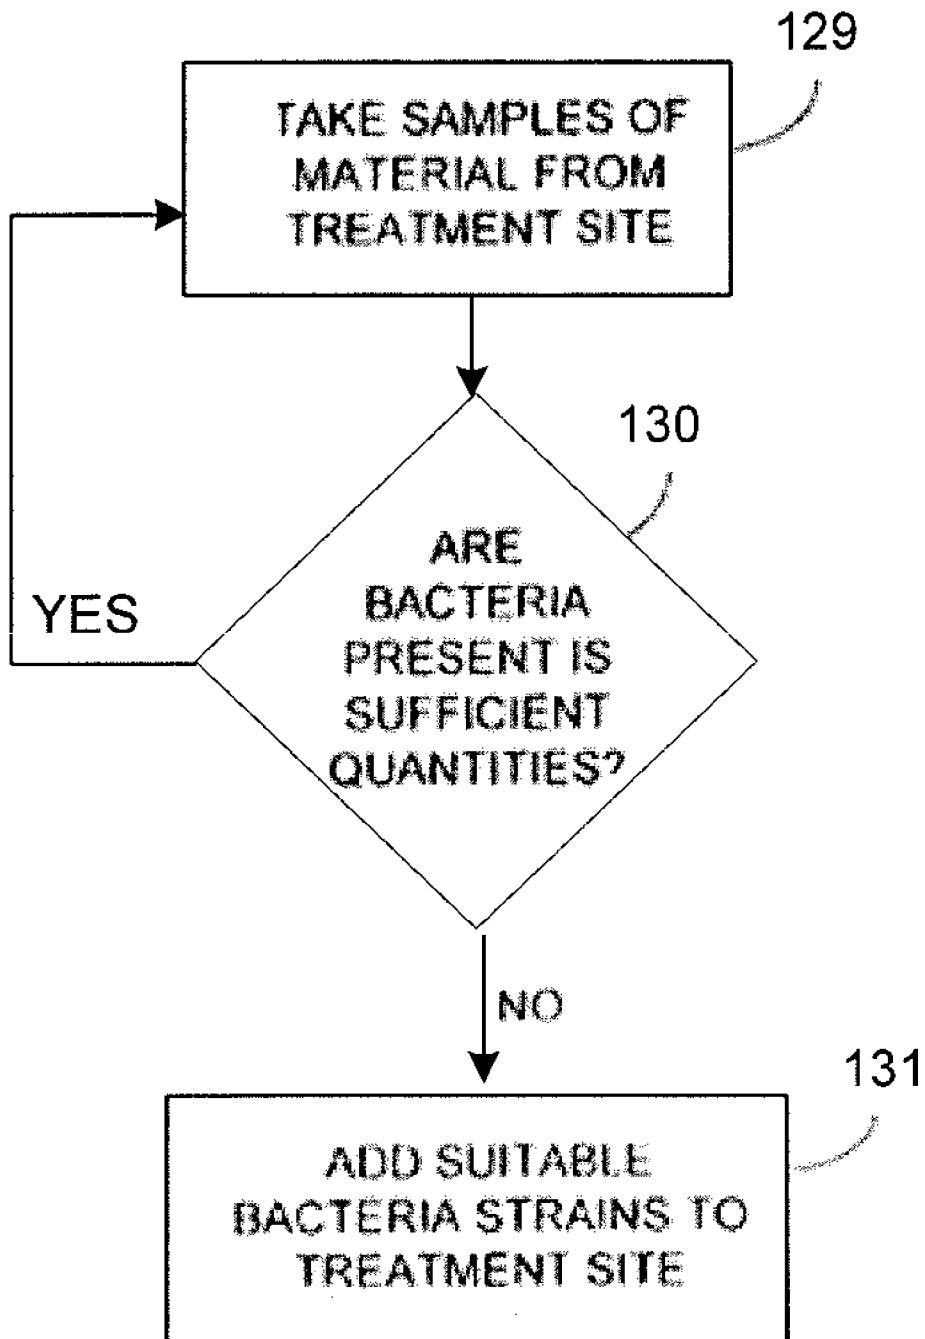 129
TAKE SAMPLES OF
MATERIAL FROM
TREATMENT SITE
130
ARE
BACTERIA
PRESENT IS
SUFFICIENT
QUANTITIES?
YES
NO
131
ADD SUITABLE
BACTERIA STRAINS TO
TREATMENT SITE